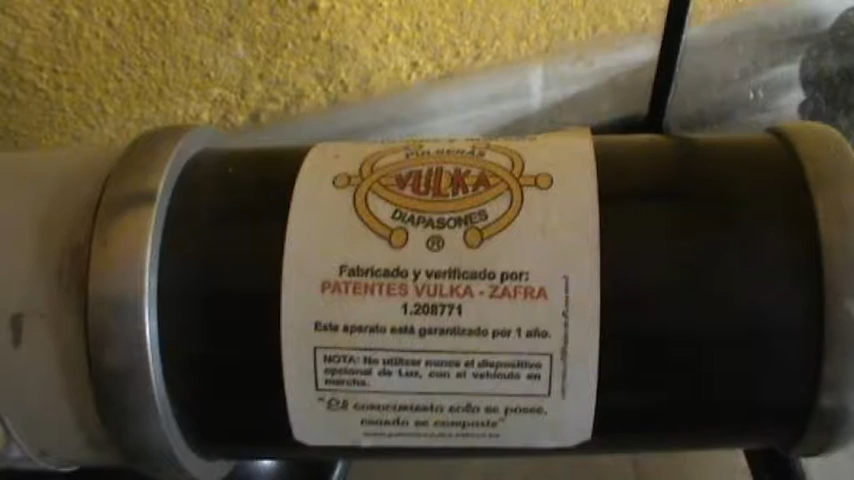 PULSERAS
VULKA
DIAPASONES
®
Fabricado y verificado por:
PATENTES VULKA - ZAFRA
1.208771
Este aparato está garantizado por 1 año.
NOTA: No utilizar nunca el dispositivo
opcional de Luz, con el vehículo en
marcha.
"El conocimiento solo se posee,
cuando se comparte"